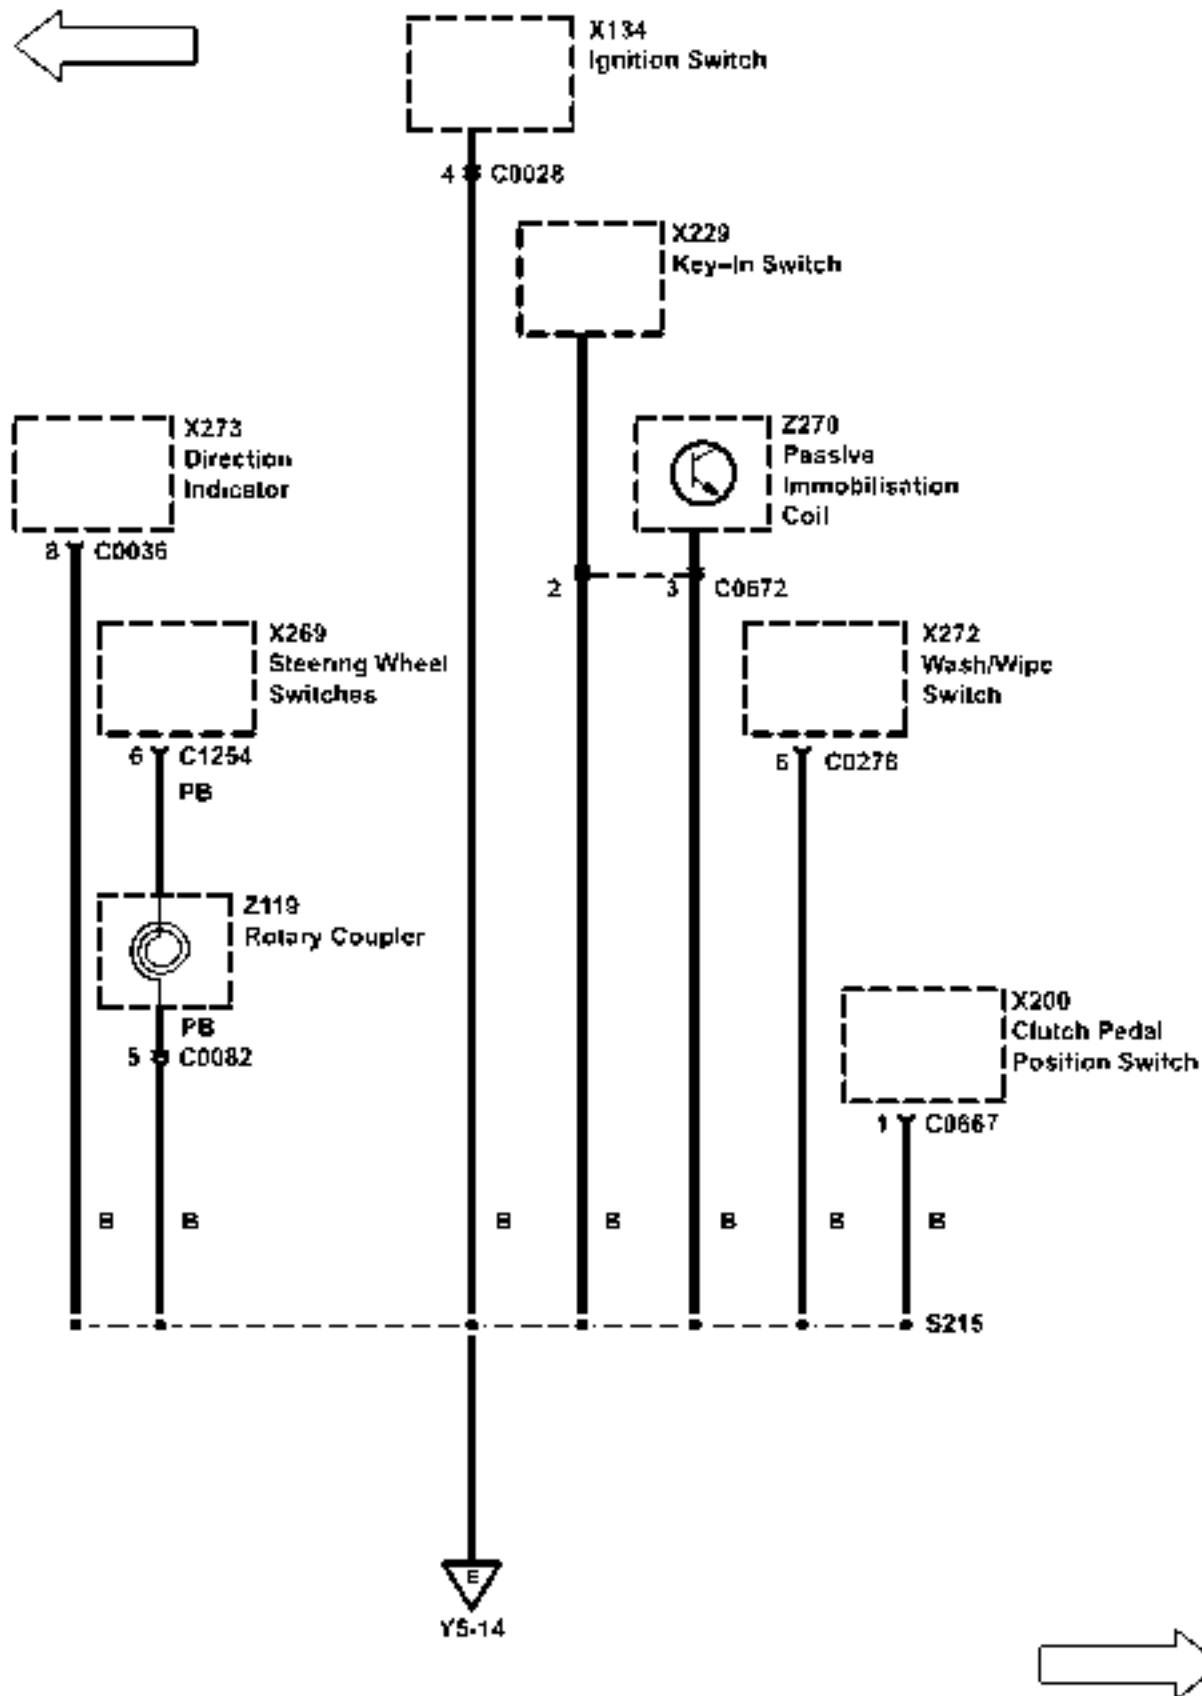 X134
Ignition Switch
4 C0028
X229
Key-In Switch
X273
Direction
Indicator
8 C0036
Z270
Passive
Immobilisation
Coil
2 3 C0672
X269
Steering Wheel
Switches
6 C1254
PB
X272
Wash/Wipe
Switch
6 C0276
Z119
Rotary Coupler
PB
5 C0082
X200
Clutch Pedal
Position Switch
1 C0667
B B B B B B B
S215
E
Y5-14